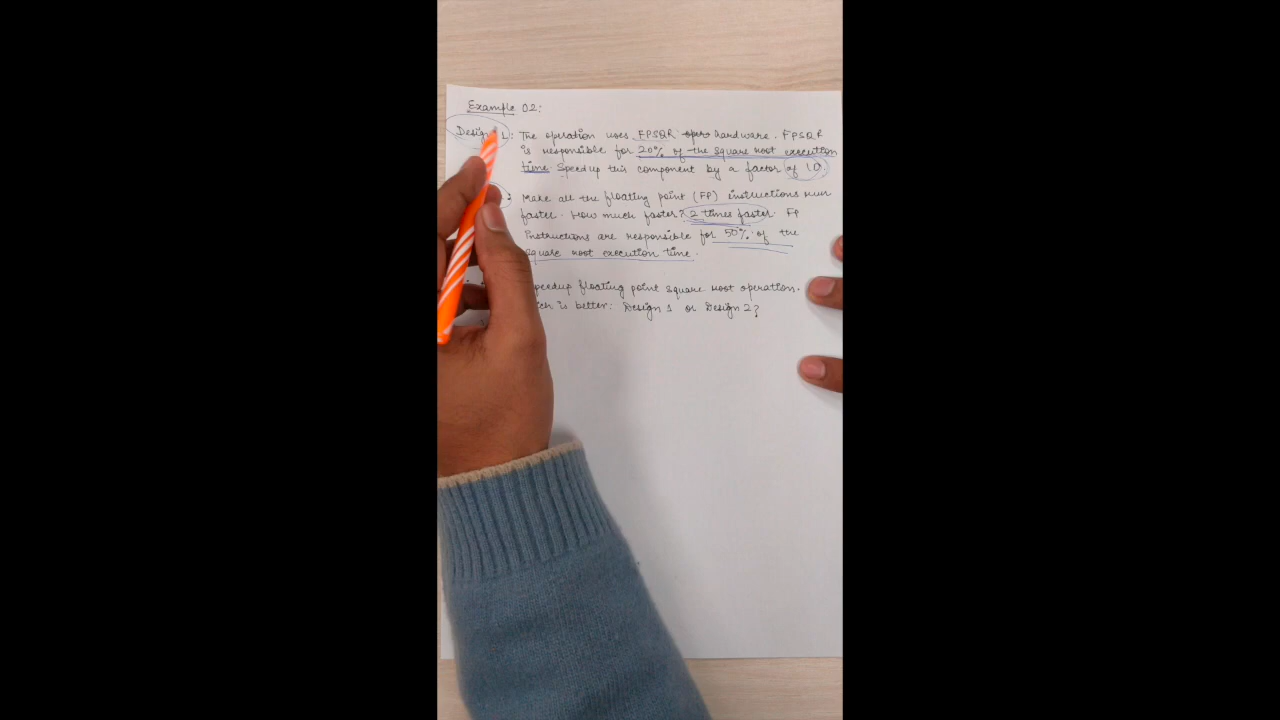 Example 02:
Design 1: The operation uses FPSQR oper hardware. FPSQR
is responsible for 20% of the square root execution
time. Speedup this component by a factor of 10.
: Make all the floating point (FP) instructions run
faster. How much faster? 2 times faster. FP
instructions are responsible for 50% of the
square root execution time.
speedup floating point square root operation.
is better: Design 1 or Design 2?